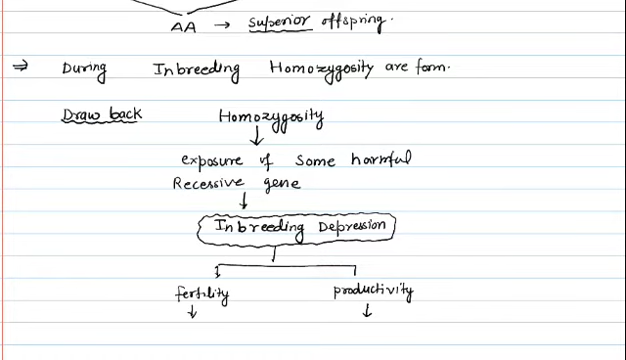 AA → superior offspring.
⇒ During Inbreeding Homozygosity are form.
Draw back Homozygosity
↓
exposure of some harmful
Recessive gene
↓
Inbreeding Depression
fertility productivity
↓ ↓